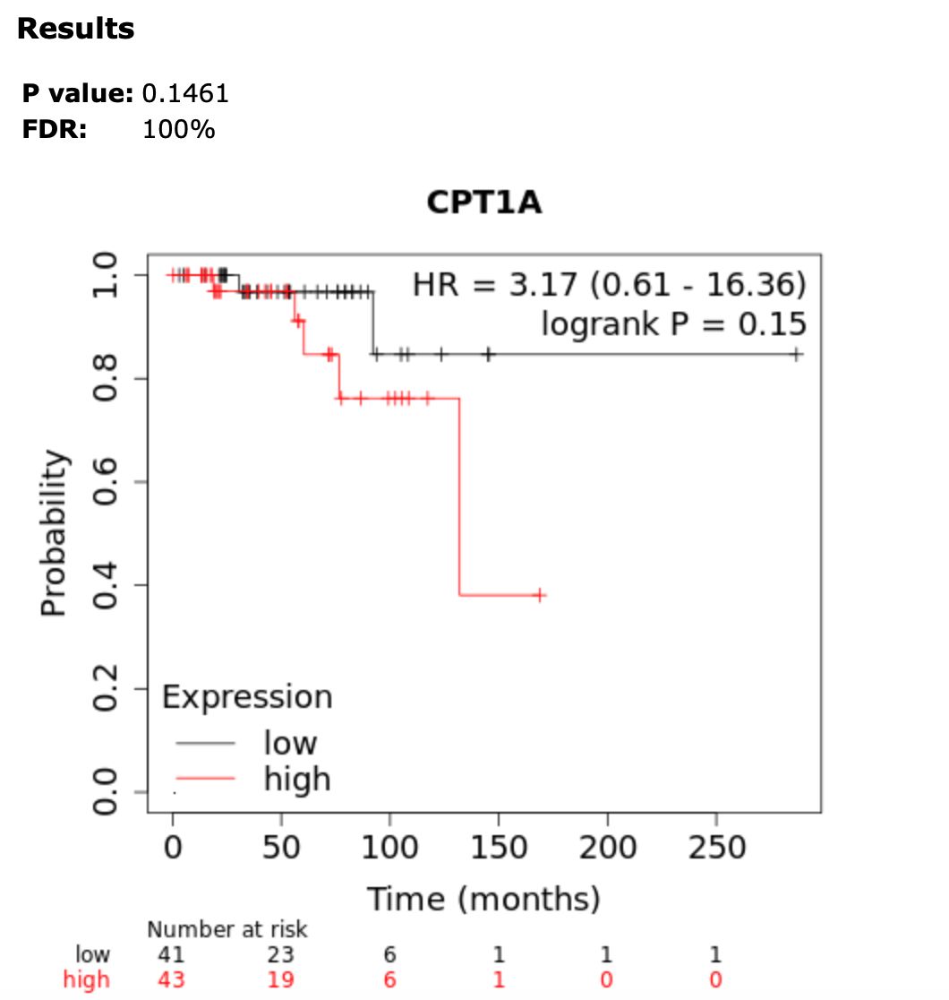 Results
P value: 0.1461
FDR: 100%
CPT1A
HR = 3.17 (0.61 - 16.36)
logrank P = 0.15
Probability
1.0
0.8
0.6
0.4
0.2
0.0
Expression
low
high
0 50 100 150 200 250
Time (months)
Number at risk
low 41 23 6 1 1 1
high 43 19 6 1 0 0